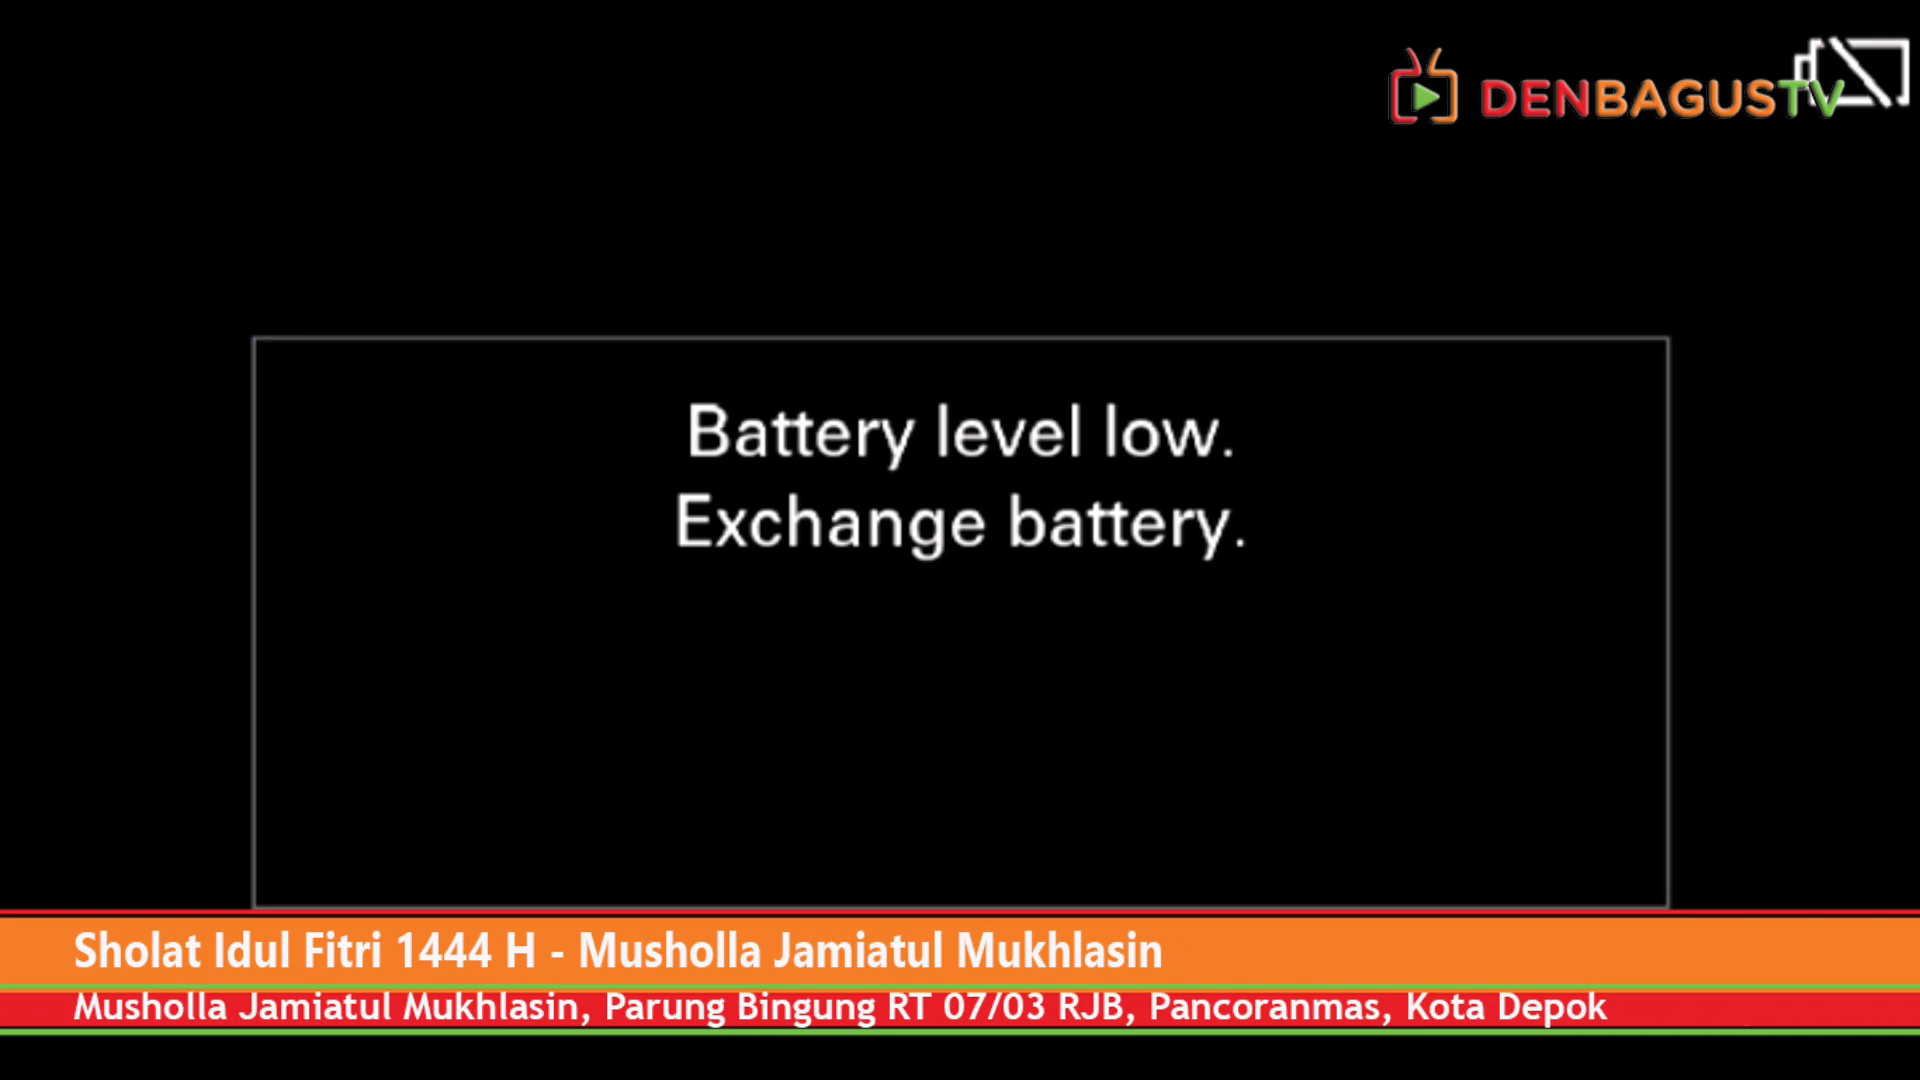 DENBAGUSTV
Battery level low.
Exchange battery.
Sholat Idul Fitri 1444 H - Musholla Jamiatul Mukhlasin
Musholla Jamiatul Mukhlasin, Parung Bingung RT 07/03 RJB, Pancoranmas, Kota Depok